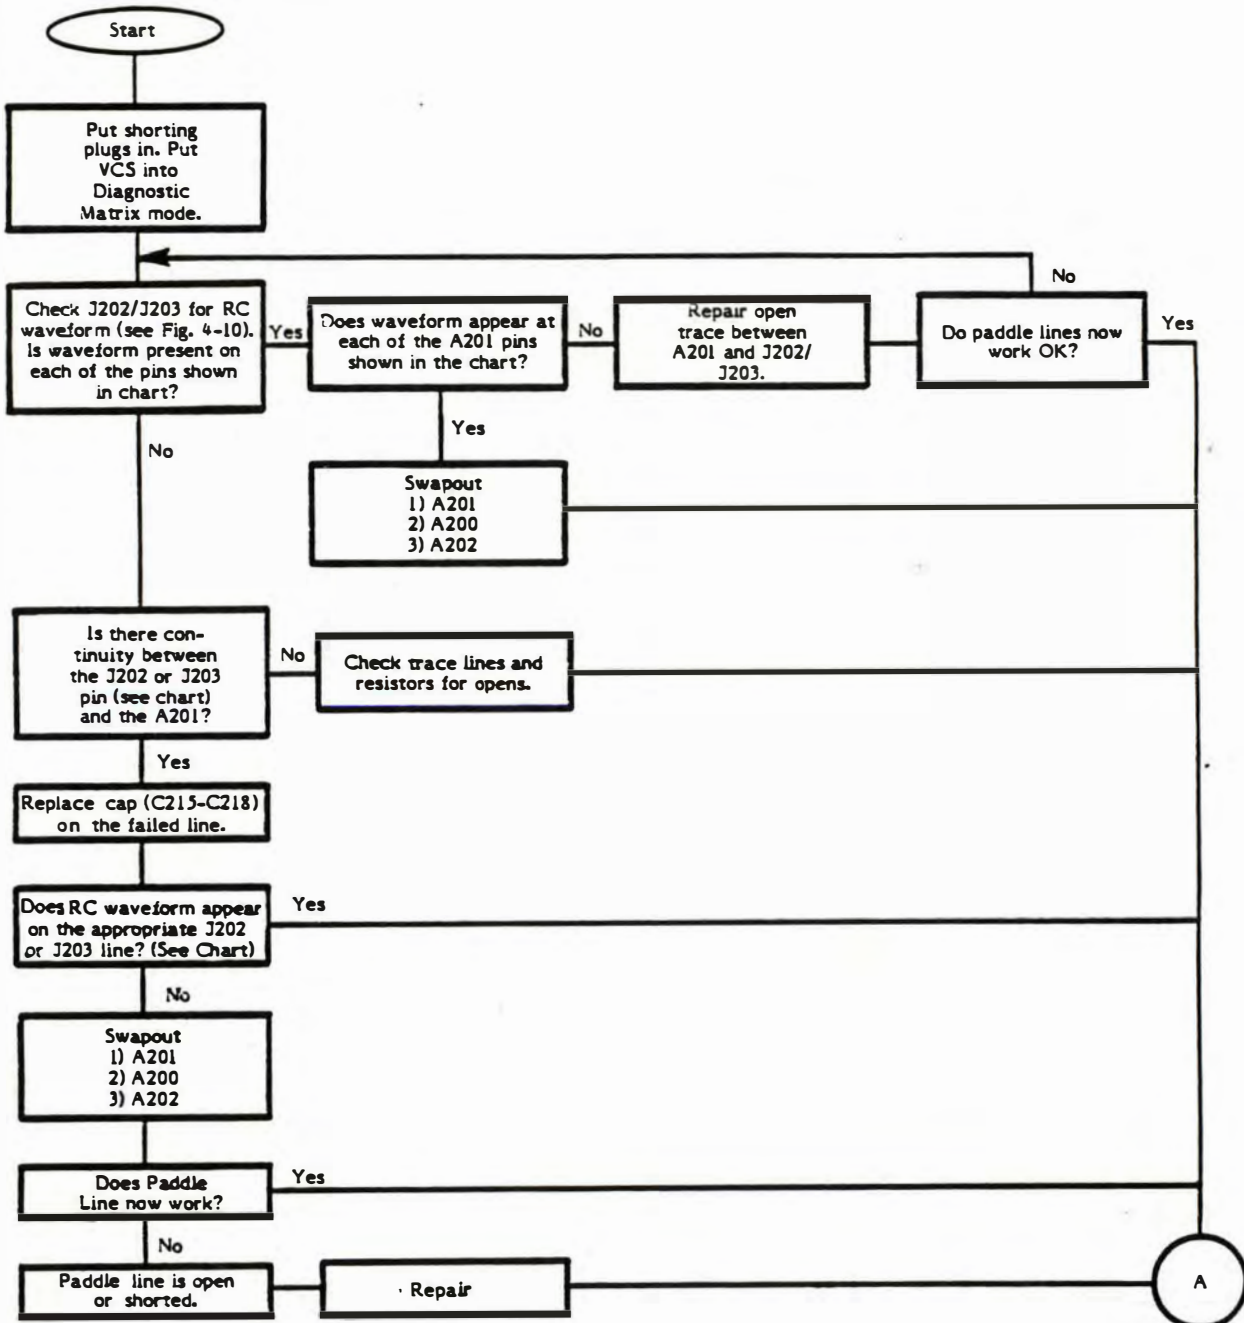 Start
Put shorting
plugs in. Put
VCS into
Diagnostic
Matrix mode.
No
Check J202/J203 for RC
waveform (see Fig. 4-10).
Is waveform present on
each of the pins shown
in chart?
Yes
Does waveform appear at
each of the A201 pins
shown in the chart?
No
Repair open
trace between
A201 and J202/
J203.
Do paddle lines now
work OK?
Yes
No
Yes
Swapout
1) A201
2) A200
3) A202
Is there con-
tinuity between
the J202 or J203
pin (see chart)
and the A201?
No
Check trace lines and
resistors for opens.
Yes
Replace cap (C215-C218)
on the failed line.
Does RC waveform appear
on the appropriate J202
or J203 line? (See Chart)
Yes
No
Swapout
1) A201
2) A200
3) A202
Does Paddle
Line now work?
Yes
No
Paddle line is open
or shorted.
Repair
A